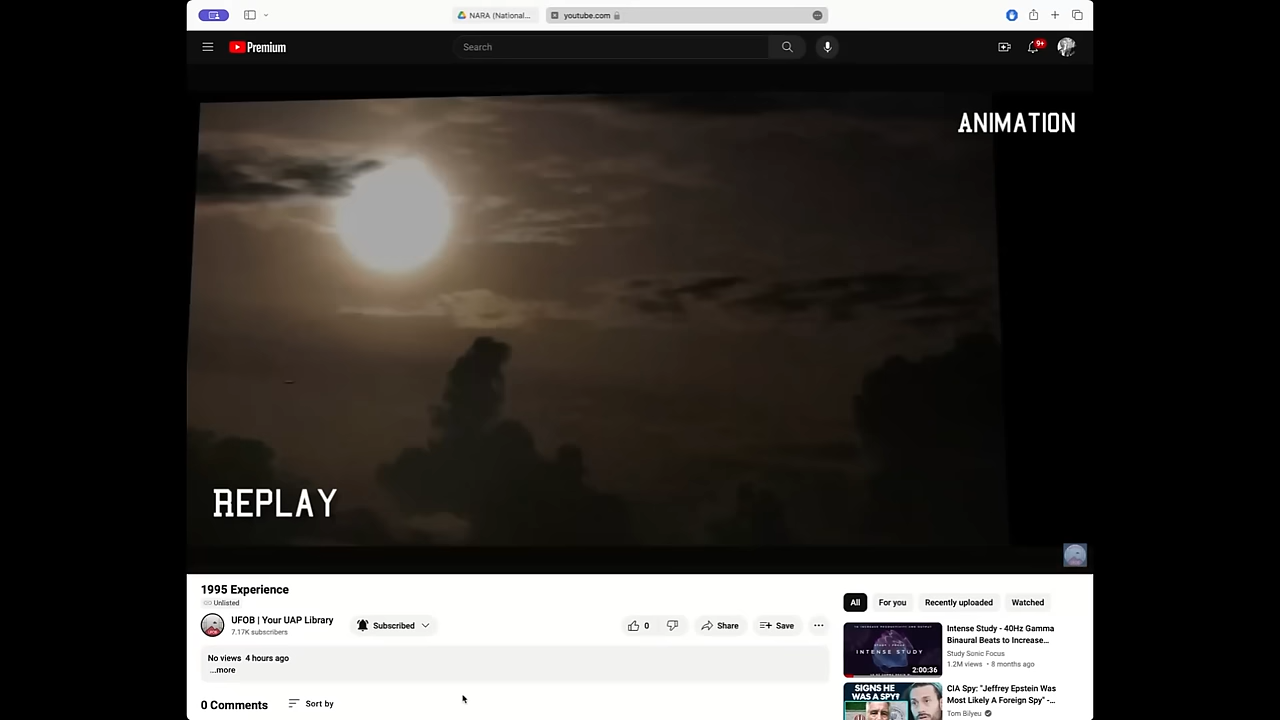 NARA (National...
youtube.com
Premium
Search
9+
ANIMATION
REPLAY
1995 Experience
Unlisted
UFOB | Your UAP Library
7.17K subscribers
Subscribed
0
Share
Save
No views 4 hours ago
...more
0 Comments
Sort by
All
For you
Recently uploaded
Watched
INTENSE STUDY
2:00:36
Intense Study - 40Hz Gamma
Binaural Beats to Increase...
Study Sonic Focus
1.2M views • 8 months ago
SIGNS HE
WAS A SPY?
CIA Spy: "Jeffrey Epstein Was
Most Likely A Foreign Spy" -...
Tom Bilyeu